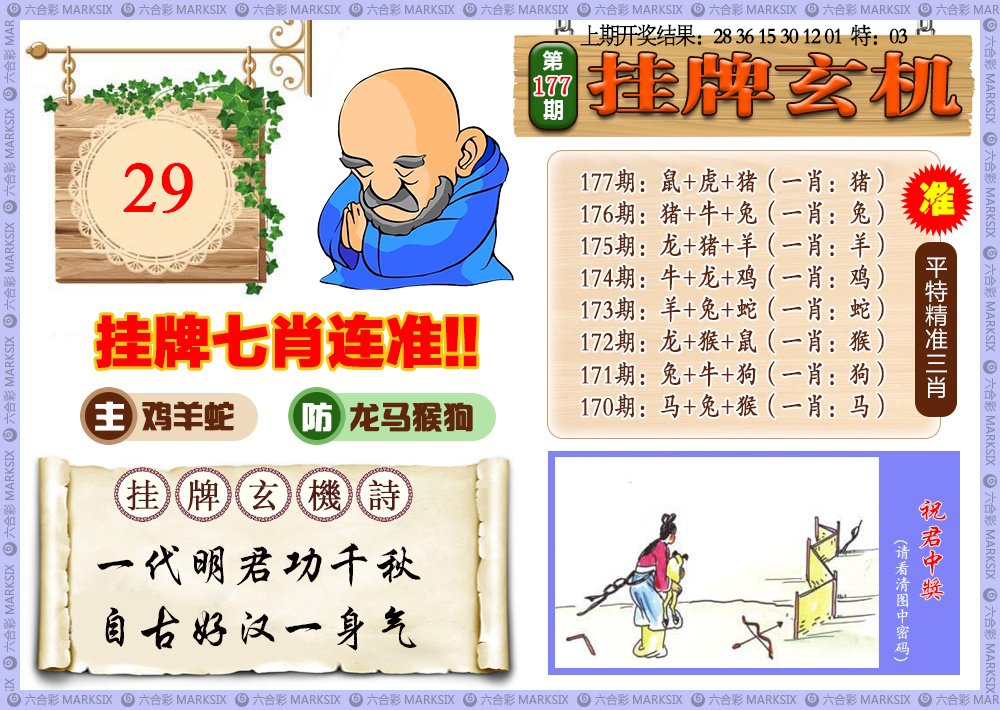 六合彩 MARKSIX
上期开奖结果：28 36 15 30 12 01 特：03
第177期
挂牌玄机
29
177期：鼠+虎+猪（一肖：猪）
176期：猪+牛+兔（一肖：兔）
175期：龙+猪+羊（一肖：羊）
174期：牛+龙+鸡（一肖：鸡）
173期：羊+兔+蛇（一肖：蛇）
172期：龙+猴+鼠（一肖：猴）
171期：兔+牛+狗（一肖：狗）
170期：马+兔+猴（一肖：马）
准
平特精准三肖
挂牌七肖连准!!
主 鸡羊蛇
防 龙马猴狗
挂牌玄機詩
一代明君功千秋
自古好汉一身气
祝君中奖
（请看清图中密码）